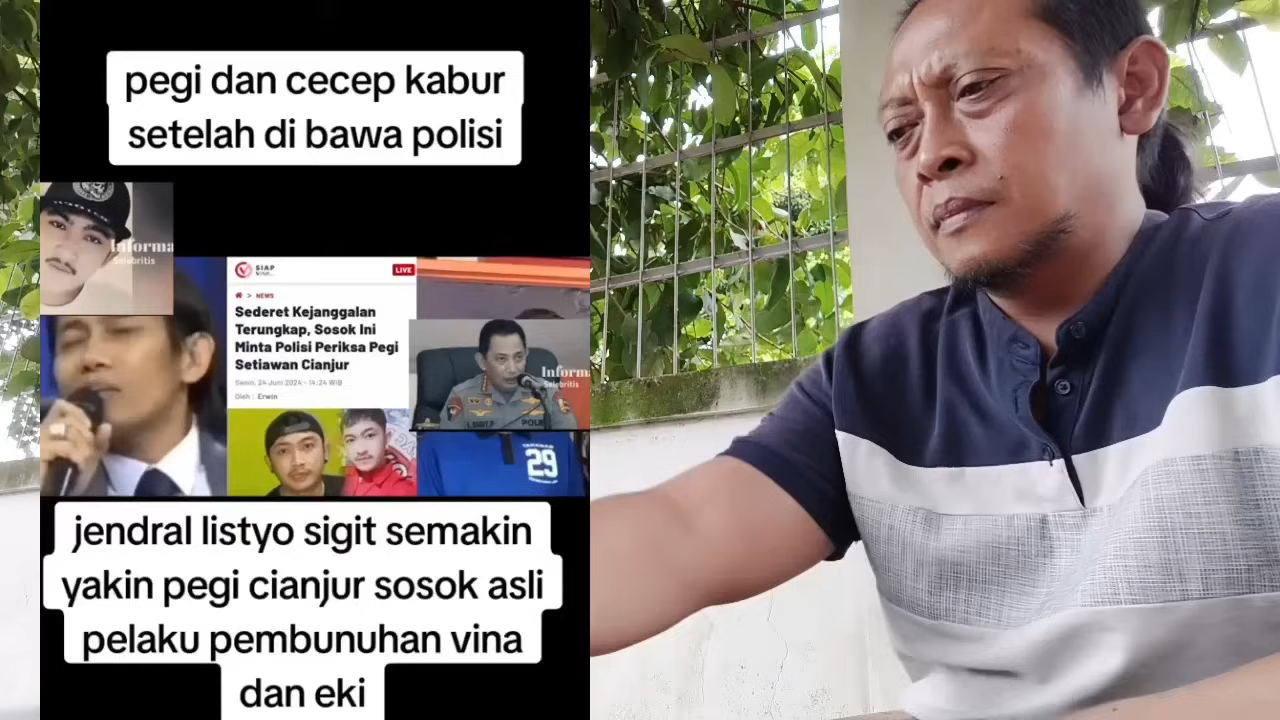 pegi dan cecep kabur
setelah di bawa polisi
Informa
Selebritis
SIAP
LIVE
> NEWS
Sederet Kejanggalan
Terungkap, Sosok Ini
Minta Polisi Periksa Pegi
Setiawan Cianjur
Senin, 24 Juni 2024 - 14:24 WIB
Oleh : Erwin
Informa
Selebritis
29
jendral listyo sigit semakin
yakin pegi cianjur sosok asli
pelaku pembunuhan vina
dan eki